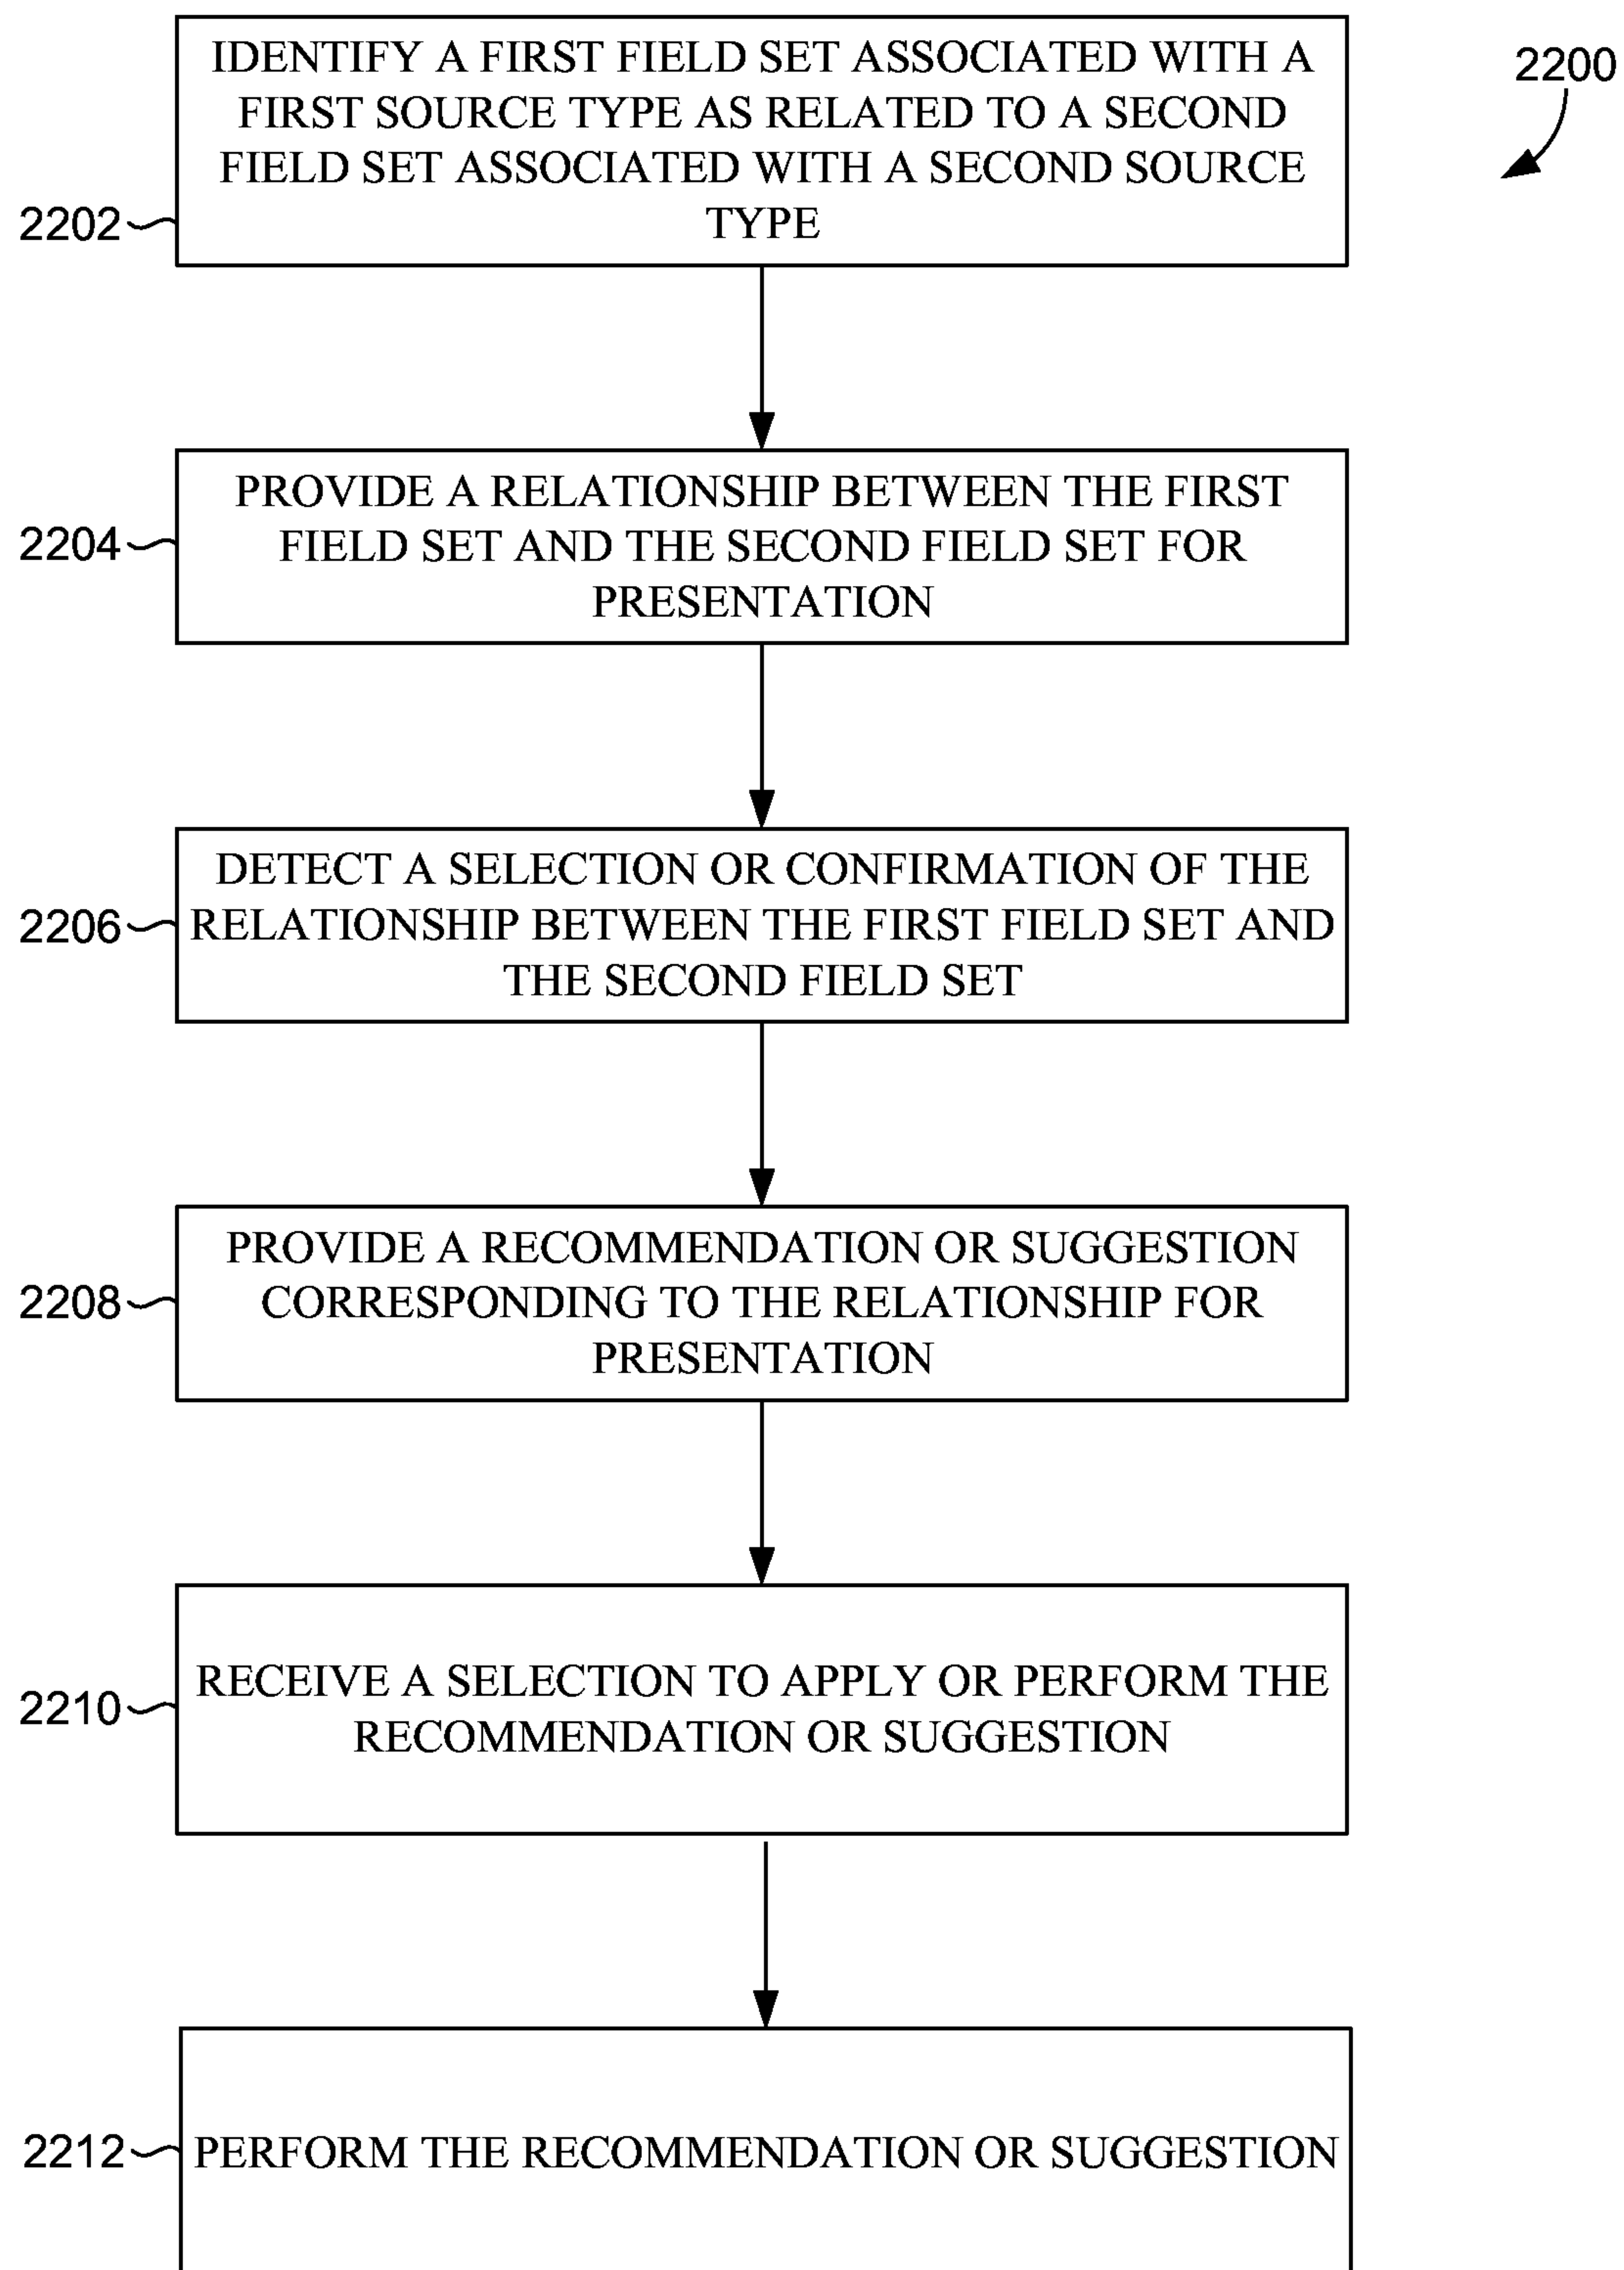 IDENTIFY A FIRST FIELD SET ASSOCIATED WITH A
FIRST SOURCE TYPE AS RELATED TO A SECOND
FIELD SET ASSOCIATED WITH A SECOND SOURCE
TYPE
2200
2202
PROVIDE A RELATIONSHIP BETWEEN THE FIRST
FIELD SET AND THE SECOND FIELD SET FOR
PRESENTATION
2204
DETECT A SELECTION OR CONFIRMATION OF THE
RELATIONSHIP BETWEEN THE FIRST FIELD SET AND
THE SECOND FIELD SET
2206
PROVIDE A RECOMMENDATION OR SUGGESTION
CORRESPONDING TO THE RELATIONSHIP FOR
PRESENTATION
2208
RECEIVE A SELECTION TO APPLY OR PERFORM THE
RECOMMENDATION OR SUGGESTION
2210
PERFORM THE RECOMMENDATION OR SUGGESTION
2212